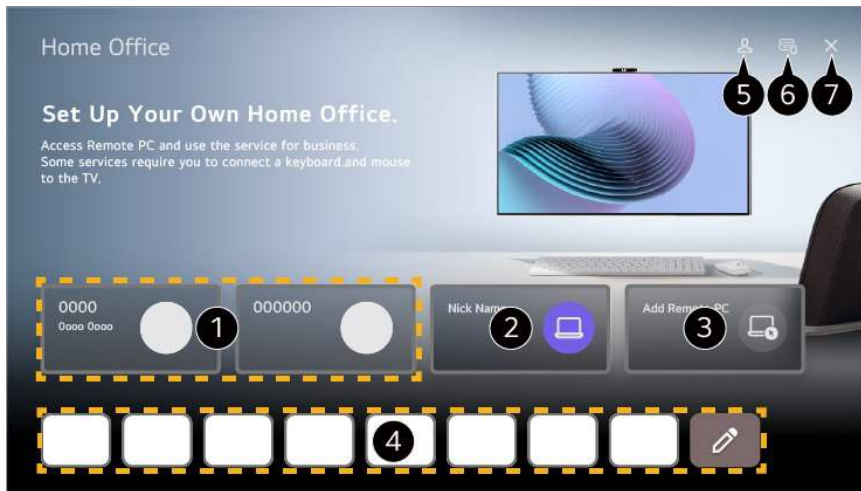 Home Office
5 6 7
Set Up Your Own Home Office.
Access Remote PC and use the service for business.
Some services require you to connect a keyboard.and mouse
to the TV.
0000
0ooo 0ooo
1
000000
Nick Name
2
Add Remote PC
3
4